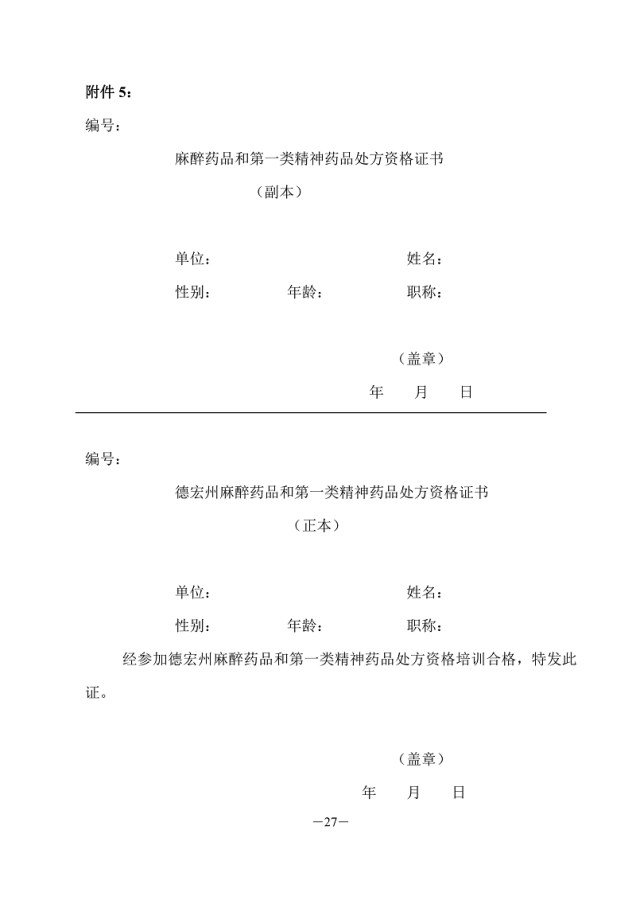 附件 5：
编号：
麻醉药品和第一类精神药品处方资格证书
（副本）
单位： 姓名：
性别： 年龄： 职称：
（盖章）
年 月 日
编号：
德宏州麻醉药品和第一类精神药品处方资格证书
（正本）
单位： 姓名：
性别： 年龄： 职称：
经参加德宏州麻醉药品和第一类精神药品处方资格培训合格，特发此
证。
（盖章）
年 月 日
－27－